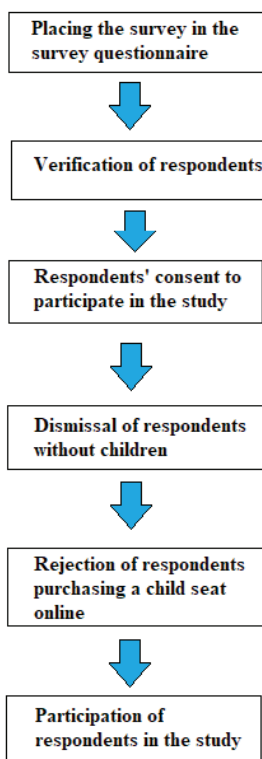 Placing the survey in the
survey questionnaire
Verification of respondents
Respondents' consent to
participate in the study
Dismissal of respondents
without children
Rejection of respondents
purchasing a child seat
online
Participation of
respondents in the study